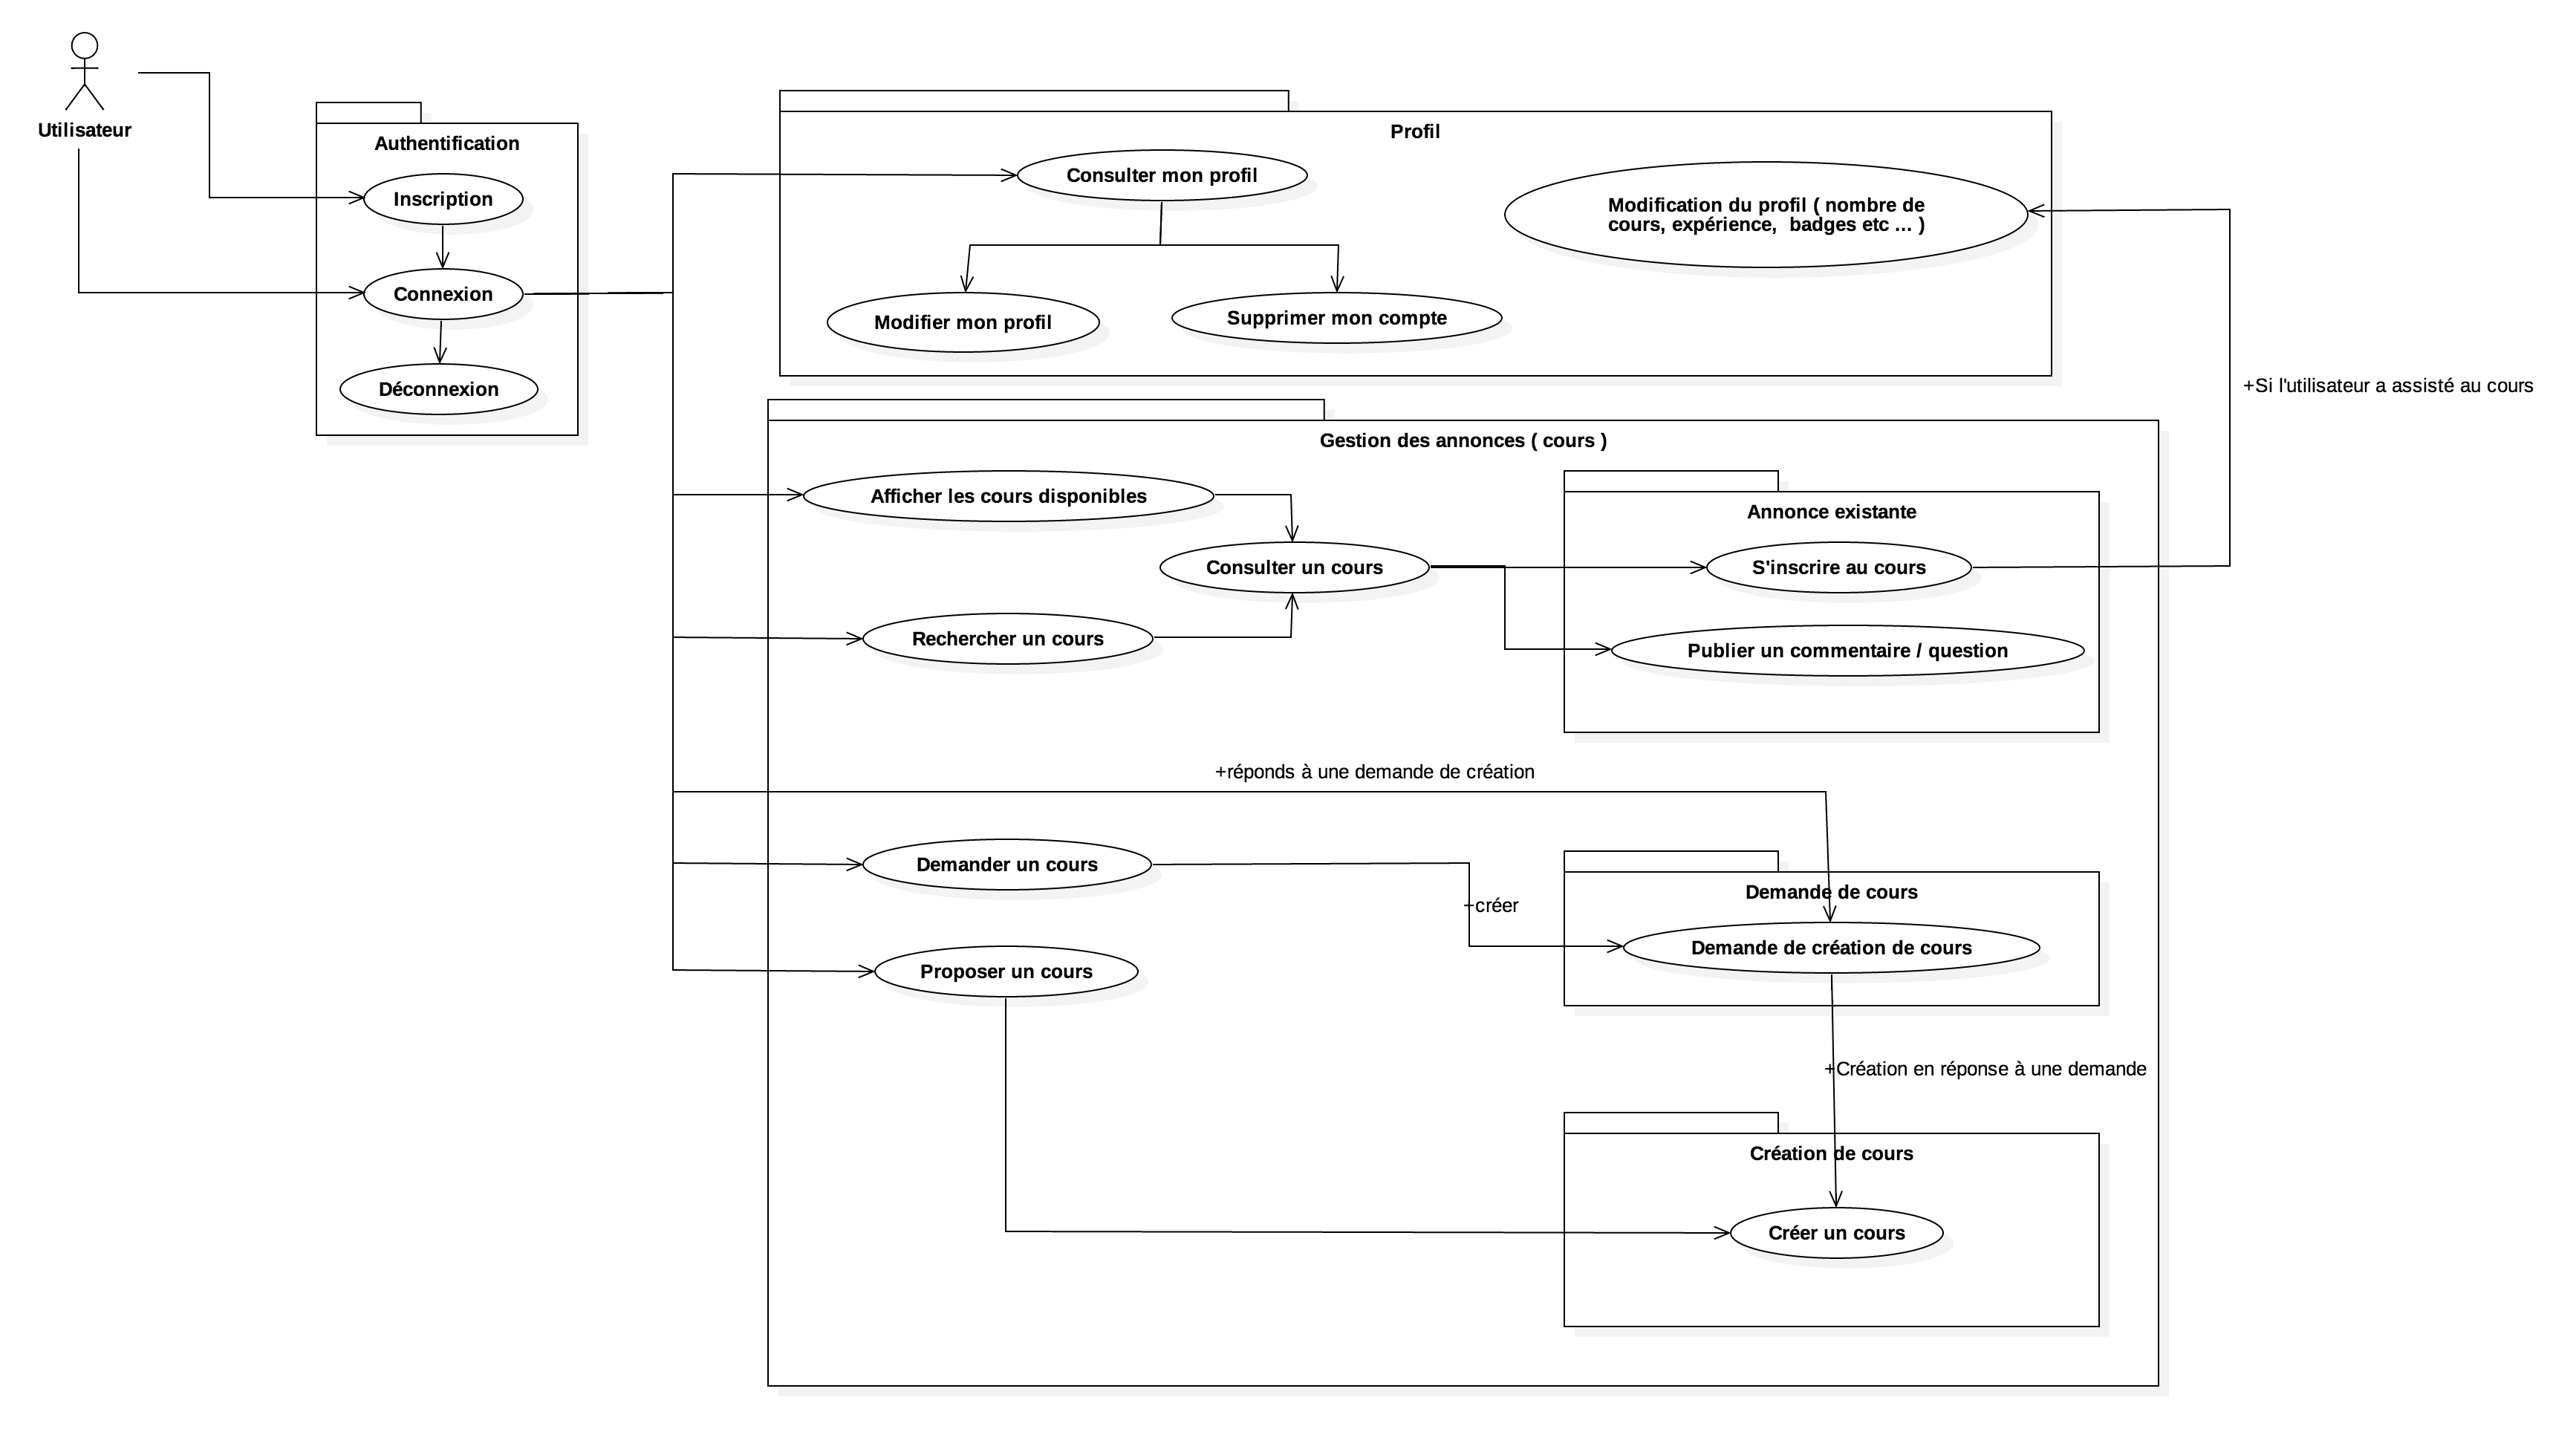 Utilisateur
Authentification
Inscription
Connexion
Déconnexion
Profil
Consulter mon profil
Modification du profil ( nombre de
cours, expérience,  badges etc ... )
Modifier mon profil
Supprimer mon compte
+Si l'utilisateur a assisté au cours
Gestion des annonces ( cours )
Afficher les cours disponibles
Consulter un cours
Rechercher un cours
Annonce existante
S'inscrire au cours
Publier un commentaire / question
+réponds à une demande de création
Demander un cours
+créer
Proposer un cours
Demande de cours
Demande de création de cours
+Création en réponse à une demande
Création de cours
Créer un cours